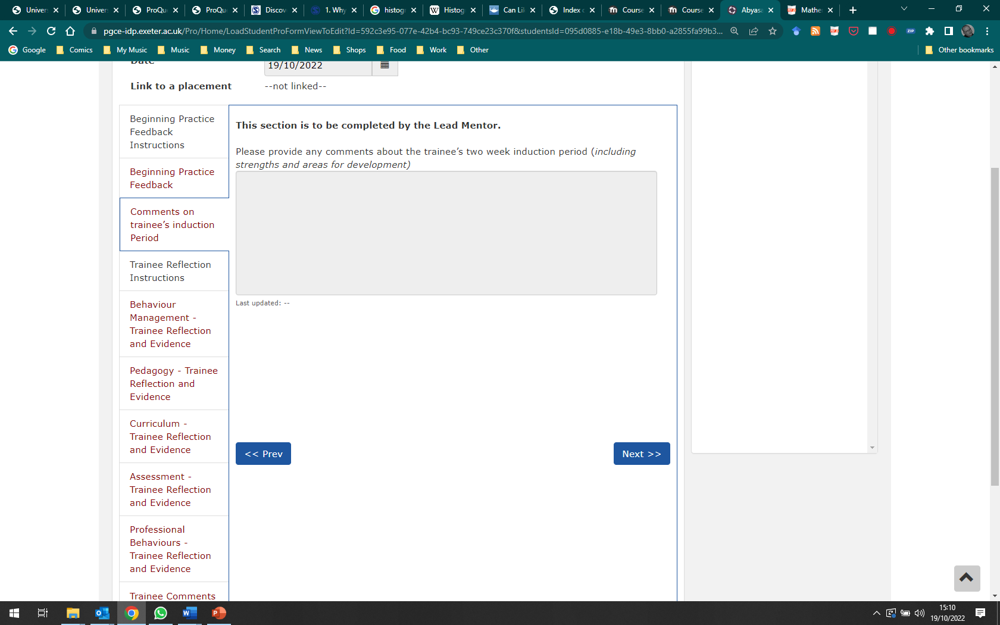 Univer
Univer
ProQu
ProQu
Discov
1. Why
histogr
Histog
Can Li
Index o
Course
Course
Abyasa
Mathe
pgce-idp.exeter.ac.uk/Pro/Home/LoadStudentProFormViewToEdit?Id=592c3e95-077e-42b4-bc93-749ce23c370f&studentsId=095d0885-e18b-49e3-8bb0-a2855fa99b3...
Google
Comics
My Music
Music
Money
Search
News
Shops
Food
Work
Other
Other bookmarks
Date
19/10/2022
Link to a placement
--not linked--
Beginning Practice
Feedback
Instructions
Beginning Practice
Feedback
Comments on
trainee’s induction
Period
Trainee Reflection
Instructions
Behaviour
Management -
Trainee Reflection
and Evidence
Pedagogy - Trainee
Reflection and
Evidence
Curriculum -
Trainee Reflection
and Evidence
Assessment -
Trainee Reflection
and Evidence
Professional
Behaviours -
Trainee Reflection
and Evidence
Trainee Comments
This section is to be completed by the Lead Mentor.
Please provide any comments about the trainee’s two week induction period (including
strengths and areas for development)
Last updated: --
<< Prev
Next >>
15:10
19/10/2022